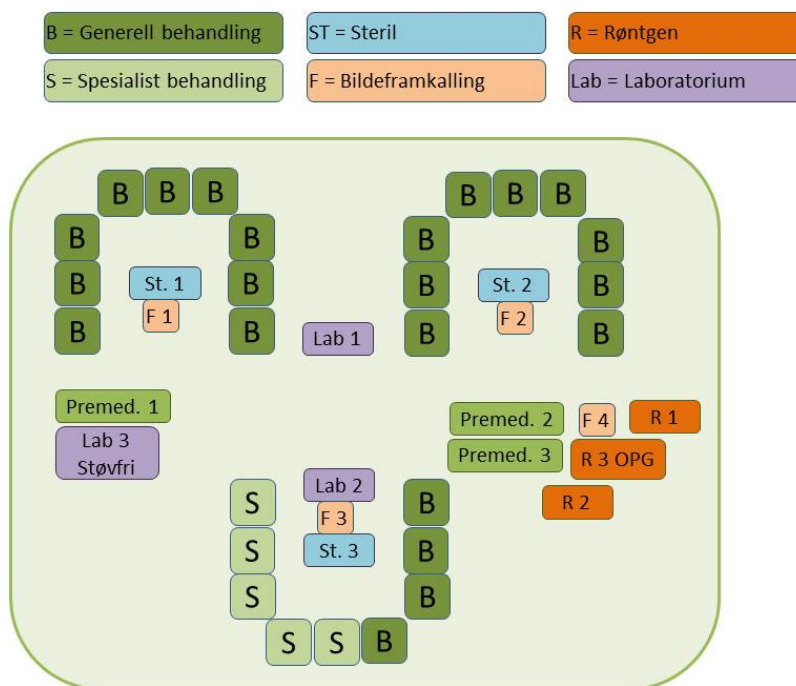 B = Generell behandling
ST = Steril
R = Røntgen
S = Spesialist behandling
F = Bildeframkalling
Lab = Laboratorium
B B B
B B B
B
B
B
B
B
B
B
B
B
B
B
B
St. 1
F 1
St. 2
F 2
Lab 1
Premed. 1
Lab 3
Støvfri
Premed. 2
F 4
R 1
Premed. 3
R 3 OPG
R 2
Lab 2
F 3
St. 3
S
S
S
S S B
B
B
B